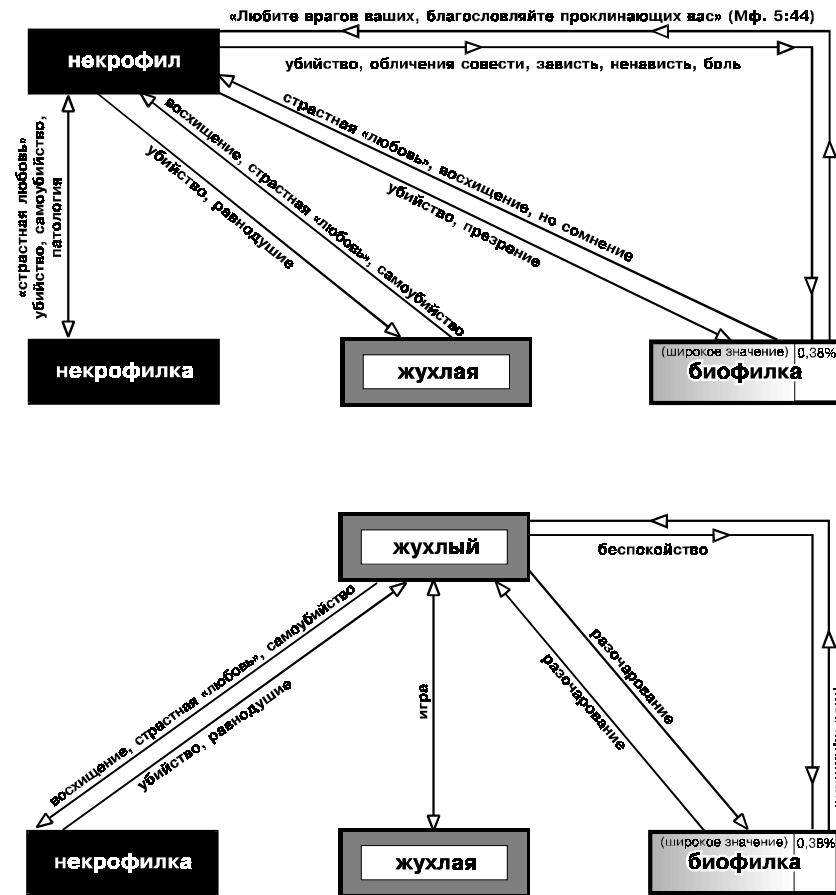 «Любите врагов ваших, благословляйте проклинающих вас» (Мф. 5:44)
некрофил
убийство, обличения совести, зависть, ненависть, боль
«страстная любовь»
убийство, самоубийство,
патология
восхищение, страстная «любовь», самоубийство
убийство, равнодушие
страстная «любовь», восхищение, но сомнение
убийство, презрение
некрофилка
жухлая
(широкое значение) 0,38%
биофилка
жухлый
беспокойство
восхищение, страстная «любовь», самоубийство
убийство, равнодушие
игра
разочарование
разочарование
некрофилка
жухлая
(широкое значение) 0,38%
биофилка